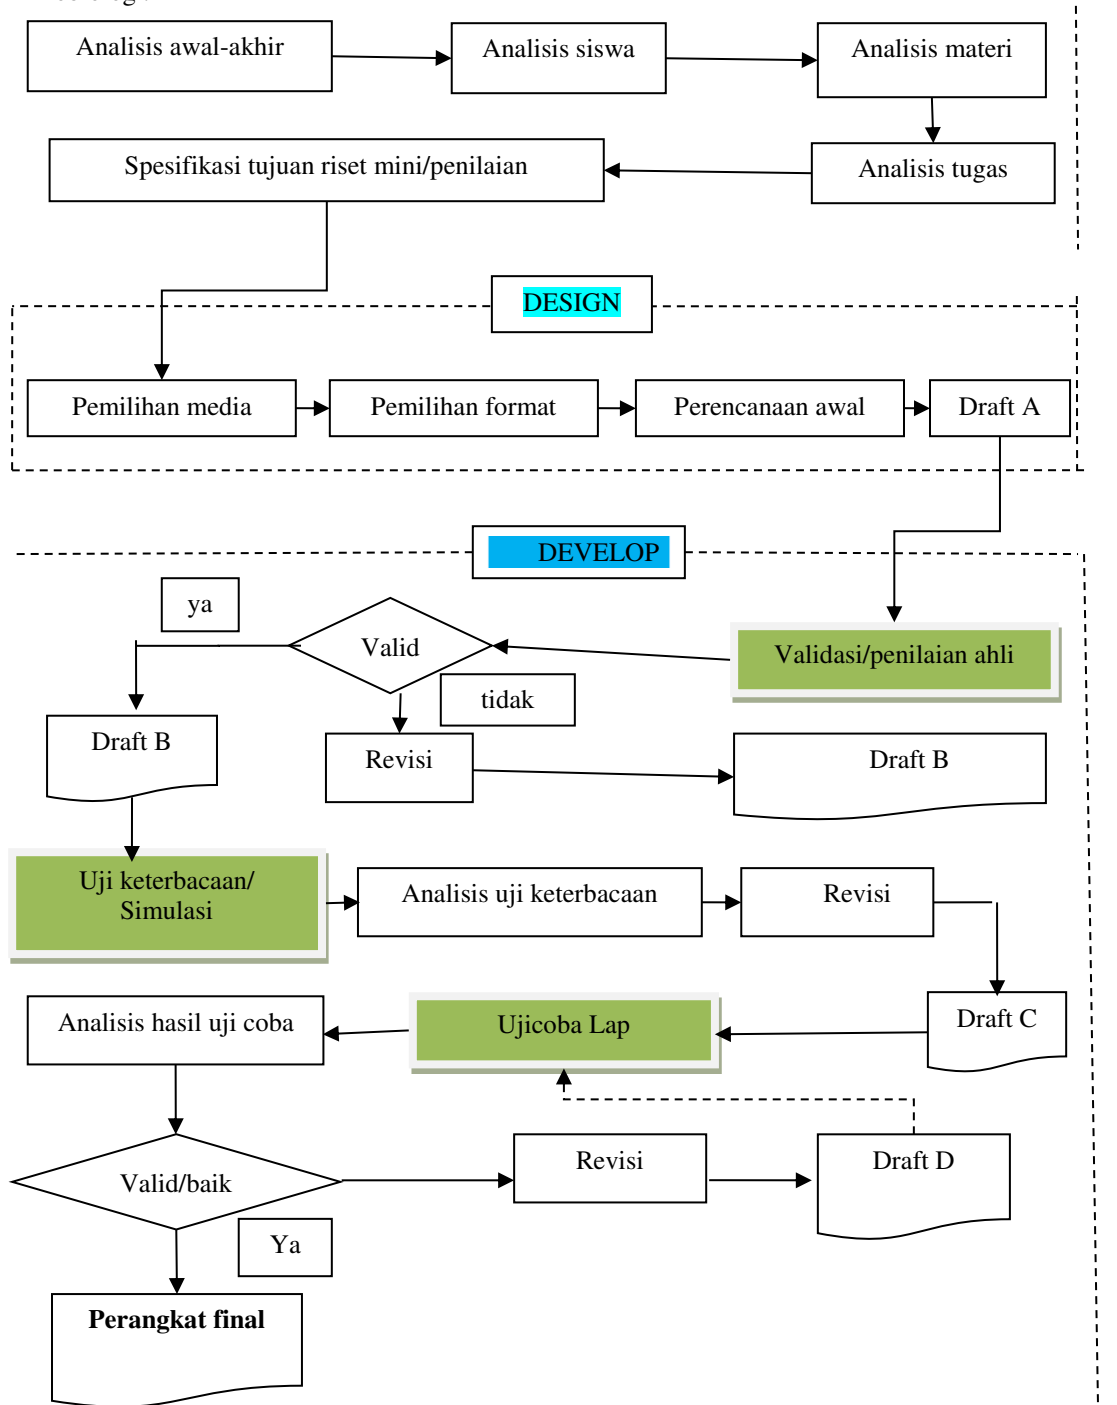 Analisis awal-akhir
Analisis siswa
Analisis materi
Spesifikasi tujuan riset mini/penilaian
Analisis tugas
DESIGN
Pemilihan media
Pemilihan format
Perencanaan awal
Draft A
DEVELOP
ya
Valid
Validasi/penilaian ahli
tidak
Draft B
Revisi
Draft B
Uji keterbacaan/
Simulasi
Analisis uji keterbacaan
Revisi
Analisis hasil uji coba
Ujicoba Lap
Draft C
Valid/baik
Revisi
Draft D
Ya
Perangkat final